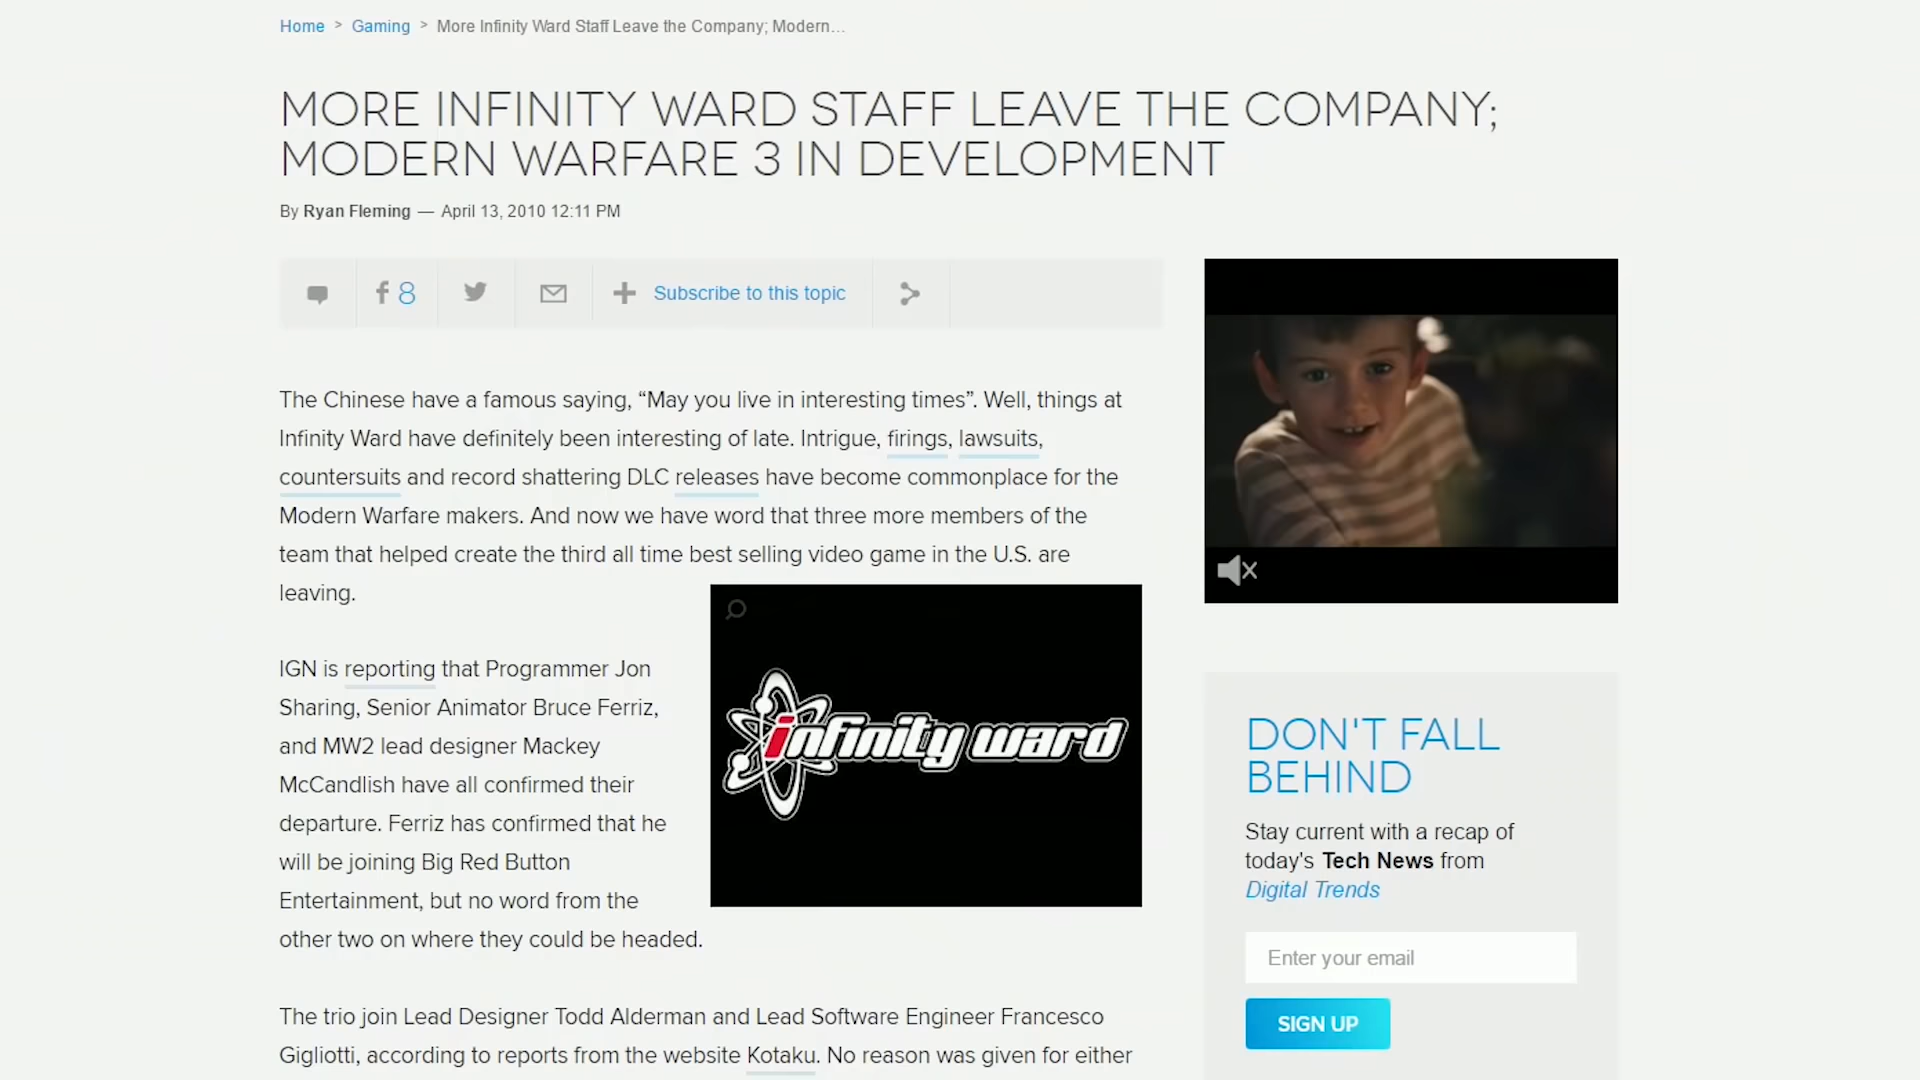 Home > Gaming > More Infinity Ward Staff Leave the Company; Modern...
MORE INFINITY WARD STAFF LEAVE THE COMPANY;
MODERN WARFARE 3 IN DEVELOPMENT
By Ryan Fleming — April 13, 2010 12:11 PM
8
Subscribe to this topic
The Chinese have a famous saying, “May you live in interesting times”. Well, things at
Infinity Ward have definitely been interesting of late. Intrigue, firings, lawsuits,
countersuits and record shattering DLC releases have become commonplace for the
Modern Warfare makers. And now we have word that three more members of the
team that helped create the third all time best selling video game in the U.S. are
leaving.
IGN is reporting that Programmer Jon
Sharing, Senior Animator Bruce Ferriz,
and MW2 lead designer Mackey
McCandlish have all confirmed their
departure. Ferriz has confirmed that he
will be joining Big Red Button
Entertainment, but no word from the
other two on where they could be headed.
infinity ward
The trio join Lead Designer Todd Alderman and Lead Software Engineer Francesco
Gigliotti, according to reports from the website Kotaku. No reason was given for either
DON'T FALL
BEHIND
Stay current with a recap of
today's Tech News from
Digital Trends
Enter your email
SIGN UP